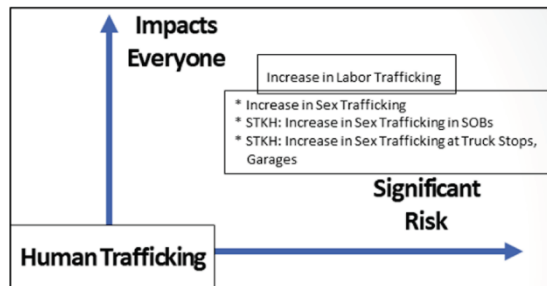 Impacts
Everyone
Increase in Labor Trafficking
* Increase in Sex Trafficking
* STKH: Increase in Sex Trafficking in SOBs
* STKH: Increase in Sex Trafficking at Truck Stops,
Garages
Significant
Risk
Human Trafficking